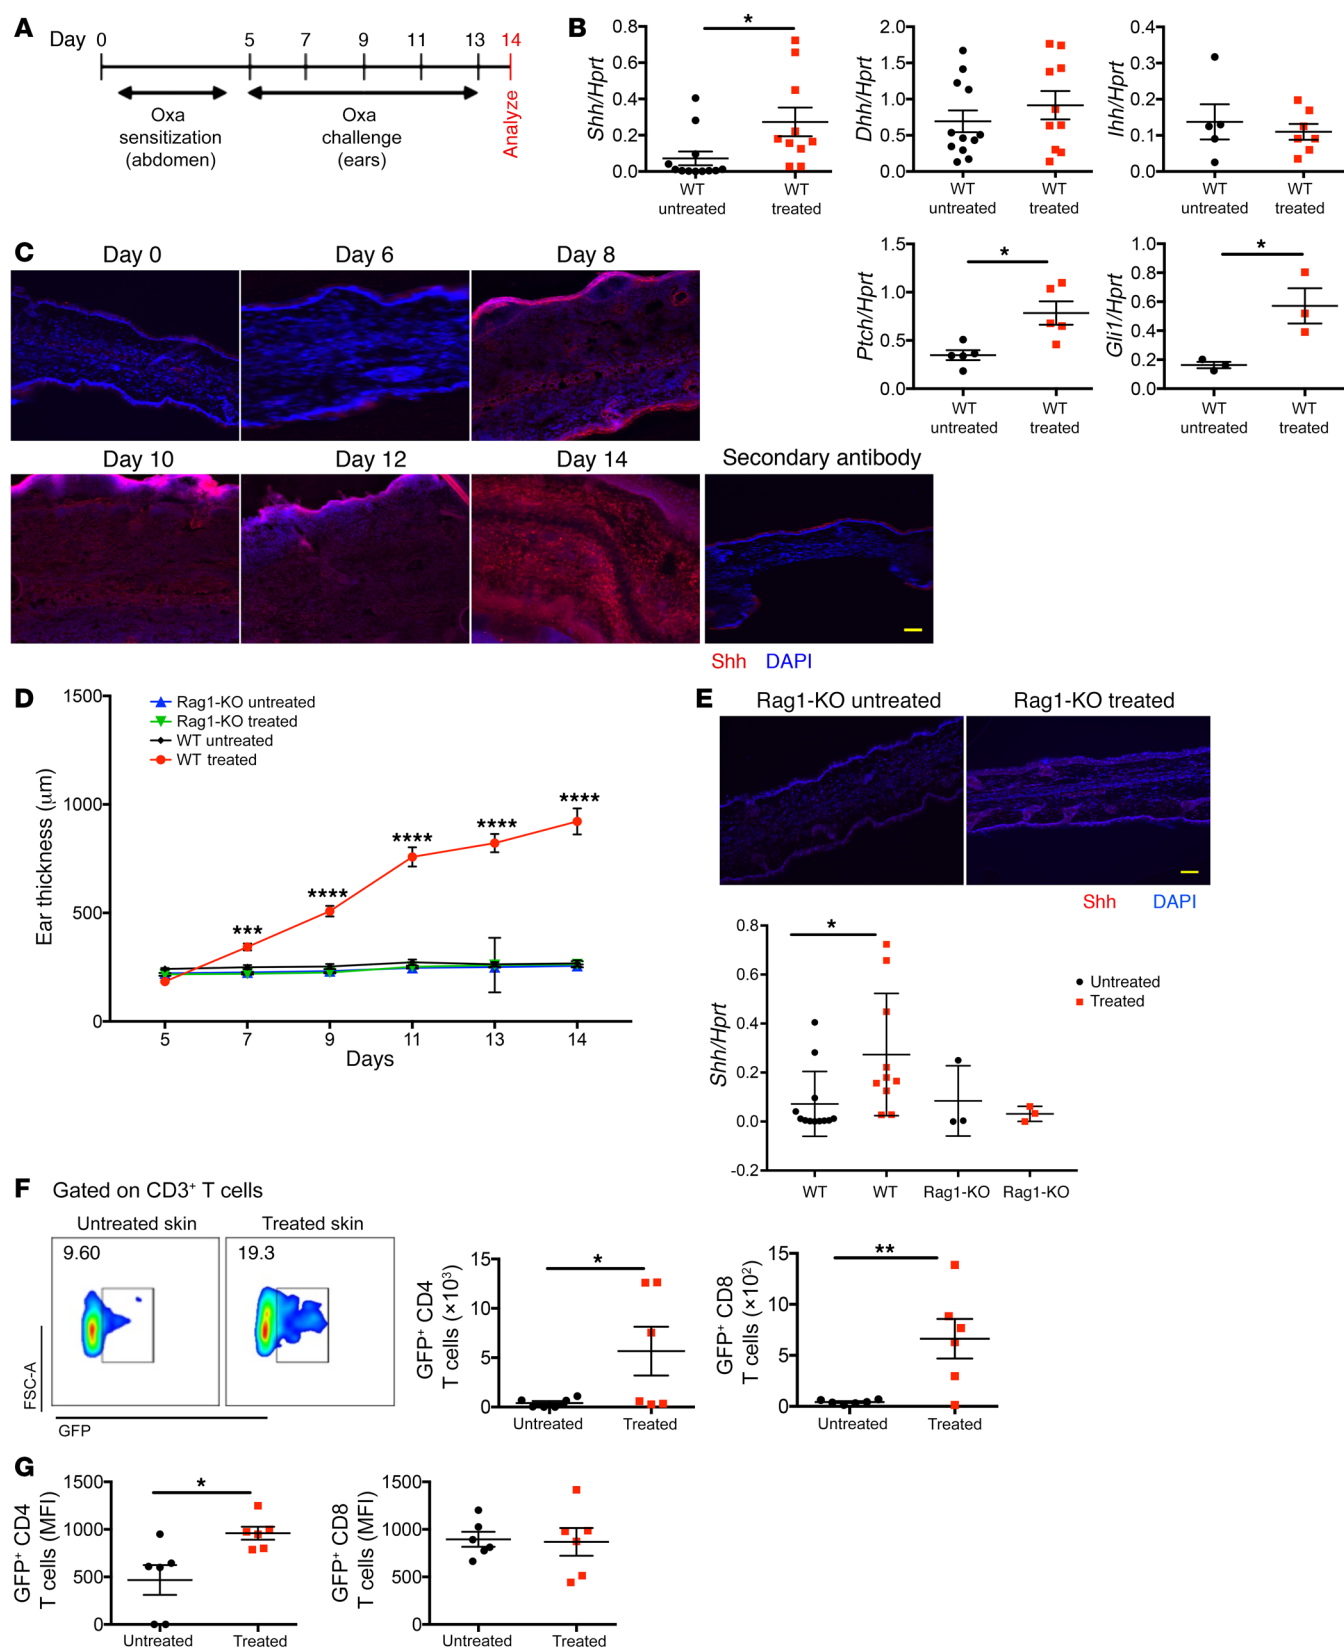 A
Day 0 5 7 9 11 13 14
Oxa
sensitization
(abdomen)
Oxa
challenge
(ears)
Analyze
B
Shh/Hprt
0.8
0.6
0.4
0.2
0.0
*
WT
untreated
WT
treated
Dhh/Hprt
2.0
1.5
1.0
0.5
0.0
WT
untreated
WT
treated
Ihh/Hprt
0.4
0.3
0.2
0.1
0.0
WT
untreated
WT
treated
Ptch/Hprt
1.5
1.0
0.5
0.0
*
WT
untreated
WT
treated
Gli1/Hprt
1.0
0.8
0.6
0.4
0.2
0.0
*
WT
untreated
WT
treated
C
Day 0
Day 6
Day 8
Day 10
Day 12
Day 14
Secondary antibody
Shh DAPI
D
Ear thickness (μm)
1500
1000
500
0
Rag1-KO untreated
Rag1-KO treated
WT untreated
WT treated
***
****
****
****
****
5 7 9 11 13 14
Days
E
Rag1-KO untreated
Rag1-KO treated
Shh DAPI
Shh/Hprt
0.8
0.6
0.4
0.2
0.0
-0.2
*
Untreated
Treated
WT WT Rag1-KO Rag1-KO
F
Gated on CD3+ T cells
Untreated skin
Treated skin
9.60
19.3
FSC-A
GFP
GFP+ CD4
T cells (×10³)
15
10
5
0
*
Untreated Treated
GFP+ CD8
T cells (×10²)
15
10
5
0
**
Untreated Treated
G
GFP+ CD4
T cells (MFI)
1500
1000
500
0
*
Untreated Treated
GFP+ CD8
T cells (MFI)
1500
1000
500
0
Untreated Treated